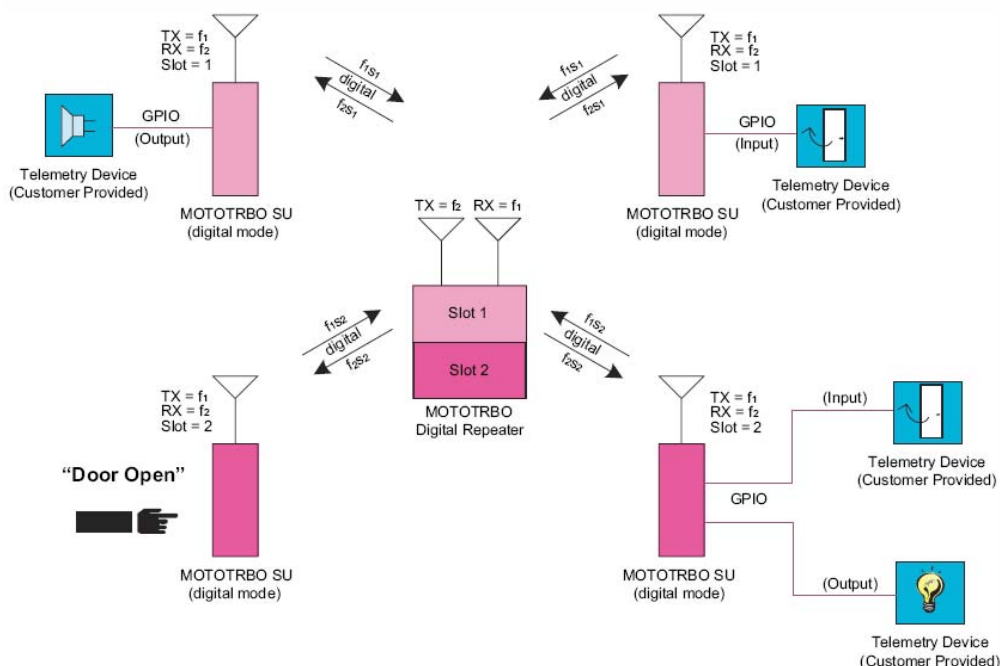 TX = f₁
RX = f₂
Slot = 1
f₁s₁
digital
f₂s₁
GPIO
(Output)
Telemetry Device
(Customer Provided)
MOTOTRBO SU
(digital mode)
f₁s₁
digital
f₂s₁
TX = f₁
RX = f₂
Slot = 1
GPIO
(Input)
Telemetry Device
(Customer Provided)
MOTOTRBO SU
(digital mode)
TX = f₂ RX = f₁
Slot 1
Slot 2
MOTOTRBO
Digital Repeater
f₁s₂
digital
f₂s₂
TX = f₁
RX = f₂
Slot = 2
“Door Open”
MOTOTRBO SU
(digital mode)
f₁s₂
digital
f₂s₂
TX = f₁
RX = f₂
Slot = 2
(Input)
GPIO
Telemetry Device
(Customer Provided)
MOTOTRBO SU
(digital mode)
(Output)
Telemetry Device
(Customer Provided)